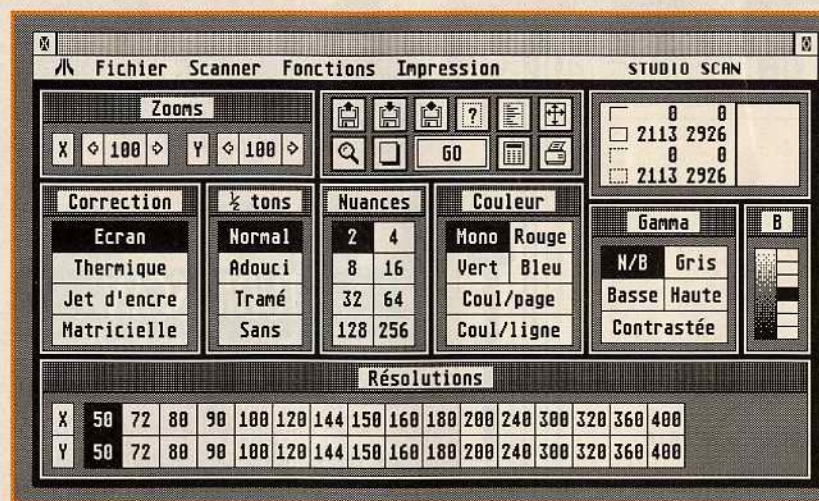 Fichier Scanner Fonctions Impression STUDIO SCAN
Zooms
X 100 Y 100
?
GO
0 0
2113 2926
0 0
2113 2926
Correction
Ecran
Thermique
Jet d'encre
Matricielle
½ tons
Normal
Adouci
Tramé
Sans
Nuances
2 4
8 16
32 64
128 256
Couleur
Mono Rouge
Vert Bleu
Coul/page
Coul/ligne
Gamma
N/B Gris
Basse Haute
Contrastée
B
Résolutions
X 50 72 80 90 100 120 144 150 160 180 200 240 300 320 360 400
Y 50 72 80 90 100 120 144 150 160 180 200 240 300 320 360 400